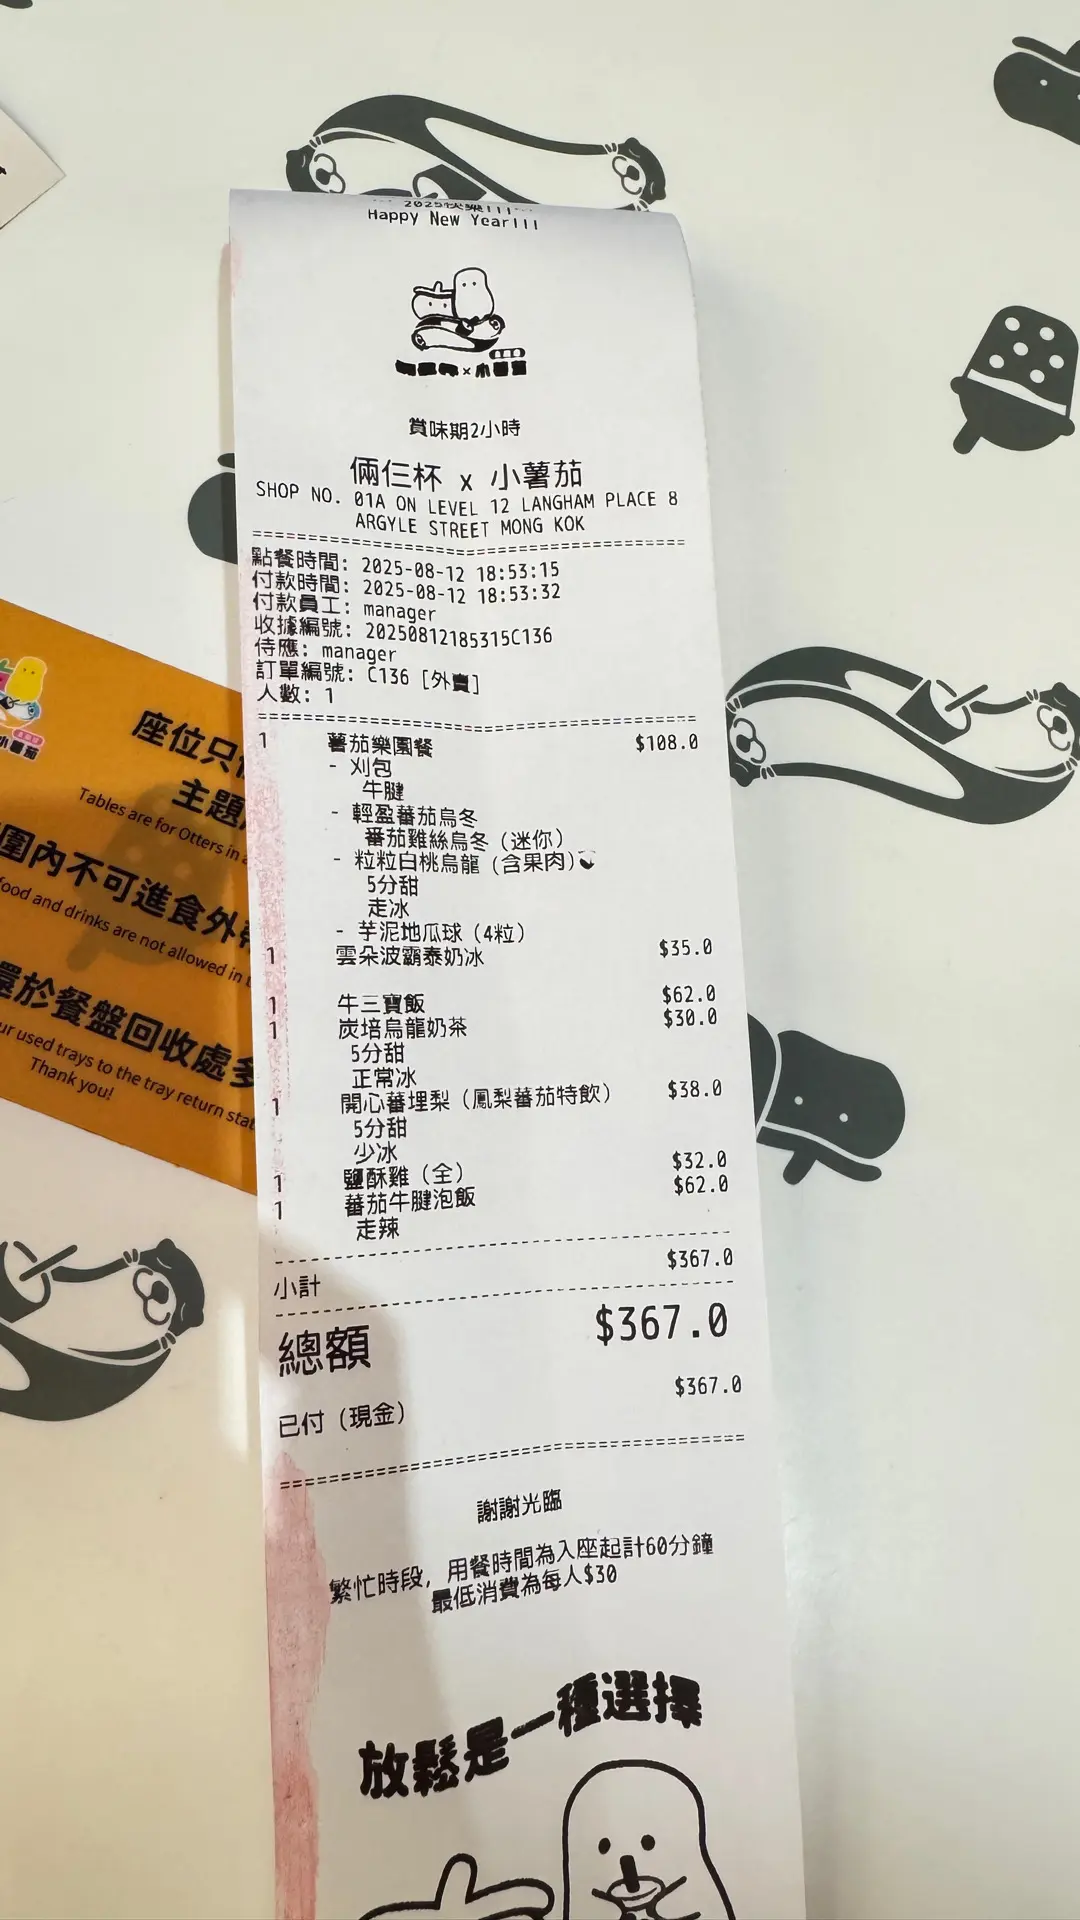 2025快樂!!!
Happy New Year!!!
賞味期2小時
倆仨杯 x 小薯茄
SHOP NO. 01A ON LEVEL 12 LANGHAM PLACE 8
ARGYLE STREET MONG KOK
點餐時間: 2025-08-12 18:53:15
付款時間: 2025-08-12 18:53:32
付款員工: manager
收據編號: 20250812185315C136
侍應: manager
訂單編號: C136 [外賣]
人數: 1
1 薯茄樂園餐 $108.0
- 刈包
牛腱
- 輕盈蕃茄烏冬
番茄雞絲烏冬（迷你）
- 粒粒白桃烏龍（含果肉）
5分甜
走冰
- 芋泥地瓜球（4粒）
1 雲朵波霸泰奶冰 $35.0
1 牛三寶飯 $62.0
1 炭培烏龍奶茶 $30.0
5分甜
正常冰
1 開心蕃埋梨（鳳梨蕃茄特飲） $38.0
5分甜
少冰
1 鹽酥雞（全） $32.0
1 蕃茄牛腱泡飯 $62.0
走辣
小計 $367.0
總額 $367.0
已付（現金） $367.0
謝謝光臨
繁忙時段, 用餐時間為入座起計60分鐘
最低消費為每人$30
放鬆是一種選擇
小薯茄
座位只
主題
Tables are for Otters in
圍內不可進食外
food and drinks are not allowed in
還於餐盤回收處
ur used trays to the tray return stat
Thank you!